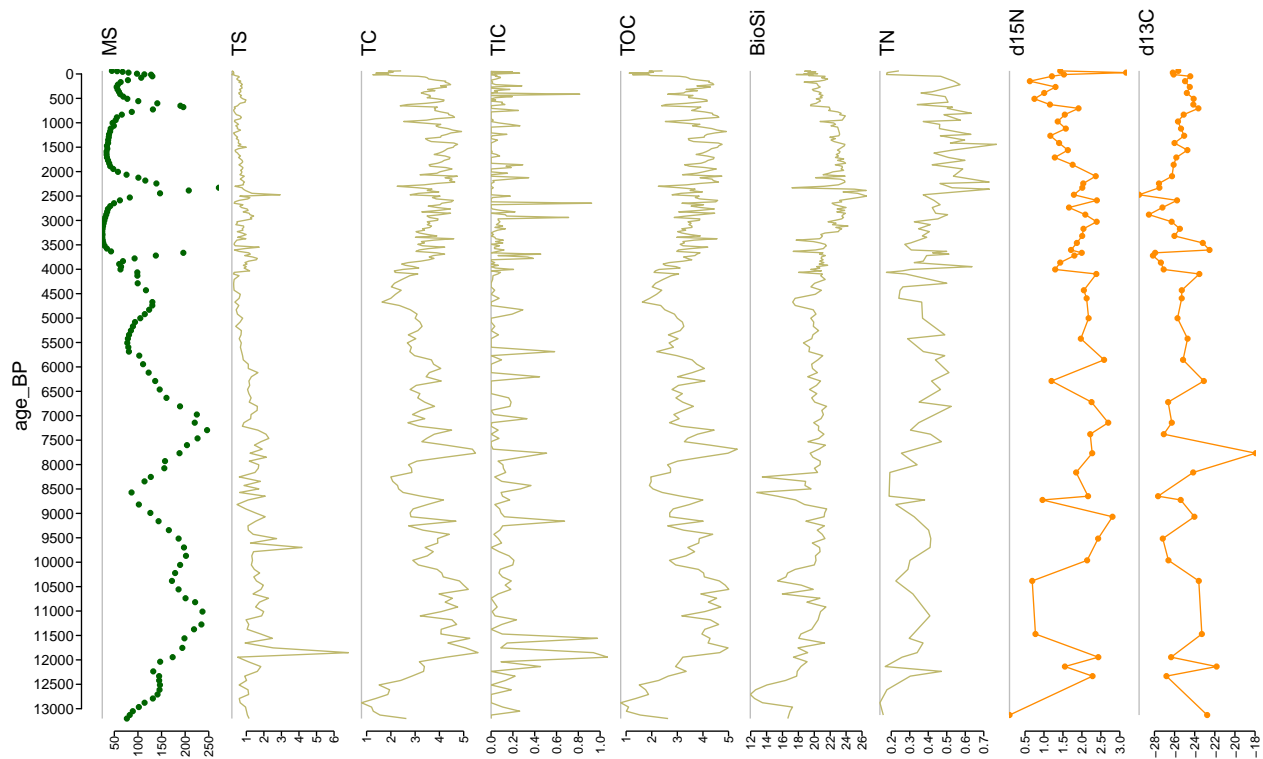 MS
TS
TC
TIC
TOC
BioSi
TN
d15N
d13C
age_BP
0
500
1000
1500
2000
2500
3000
3500
4000
4500
5000
5500
6000
6500
7000
7500
8000
8500
9000
9500
10000
10500
11000
11500
12000
12500
13000
50 100 150 200 250
1 2 3 4 5 6
1 2 3 4 5
0.0 0.2 0.4 0.6 0.8 1.0
1 2 3 4 5
12 14 16 18 20 22 24 26
0.2 0.3 0.4 0.5 0.6 0.7
0.5 1.0 1.5 2.0 2.5 3.0
−28 −26 −24 −22 −20 −18